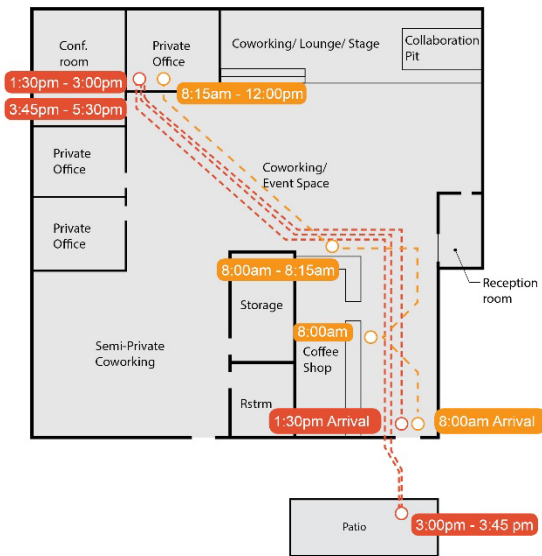 Conf.
room
Private
Office
Coworking/ Lounge/ Stage
Collaboration
Pit
1:30pm - 3:00pm
8:15am - 12:00pm
3:45pm - 5:30pm
Private
Office
Coworking/
Event Space
Private
Office
8:00am - 8:15am
Reception
room
Storage
8:00am
Semi-Private
Coworking
Coffee
Shop
Rstrm
1:30pm Arrival
8:00am Arrival
Patio
3:00pm - 3:45 pm